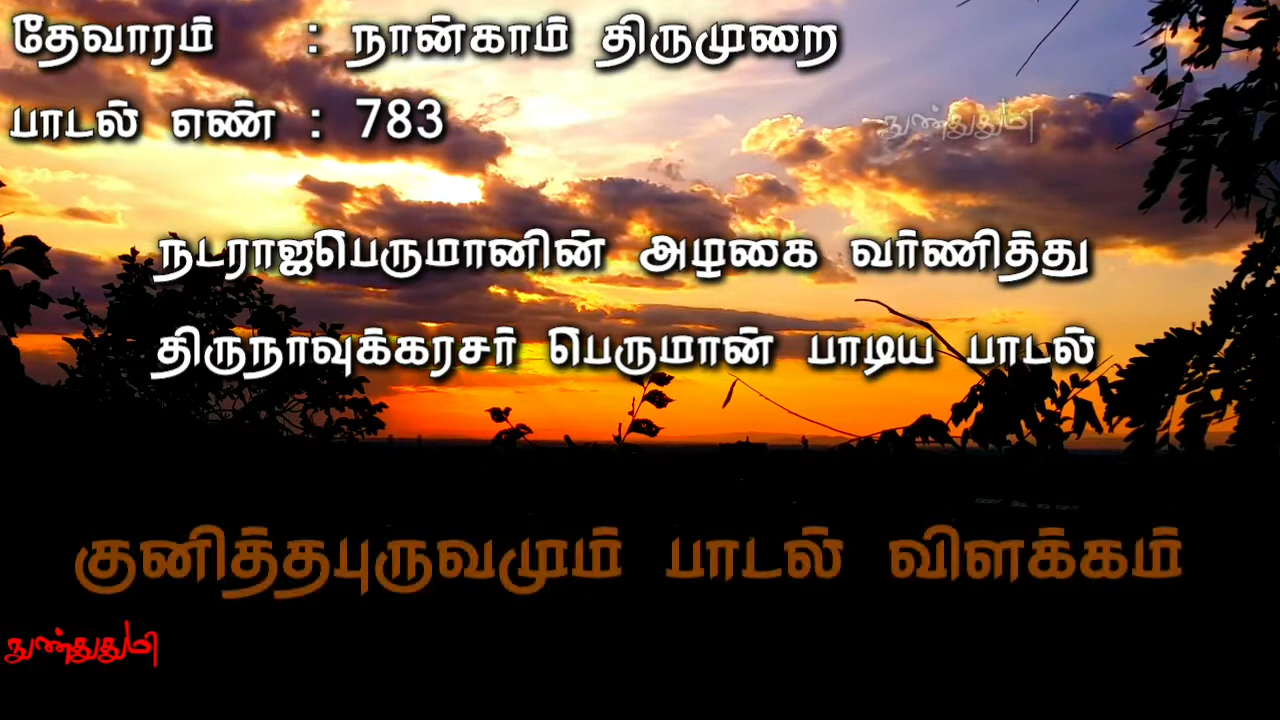 தேவாரம் : நான்காம் திருமுறை
பாடல் எண் : 783
நுண்துதுமி
நடராஜபெருமானின் அழகை வர்ணித்து
திருநாவுக்கரசர் பெருமான் பாடிய பாடல்
குனித்தபுருவமும் பாடல் விளக்கம்
நுண்துதுமி